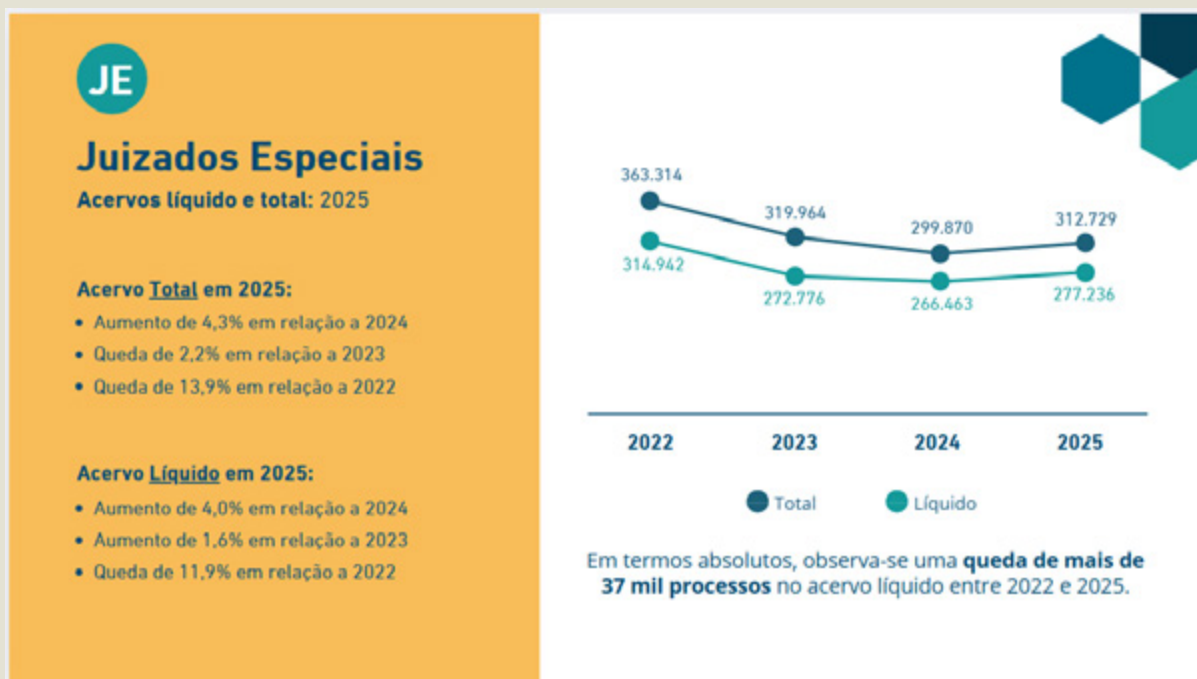 JE
Juizados Especiais
Acervos líquido e total: 2025
Acervo Total em 2025:
• Aumento de 4,3% em relação a 2024
• Queda de 2,2% em relação a 2023
• Queda de 13,9% em relação a 2022
Acervo Líquido em 2025:
• Aumento de 4,0% em relação a 2024
• Aumento de 1,6% em relação a 2023
• Queda de 11,9% em relação a 2022
363.314
319.964
299.870
312.729
314.942
272.776
266.463
277.236
2022 2023 2024 2025
Total Líquido
Em termos absolutos, observa-se uma queda de mais de
37 mil processos no acervo líquido entre 2022 e 2025.